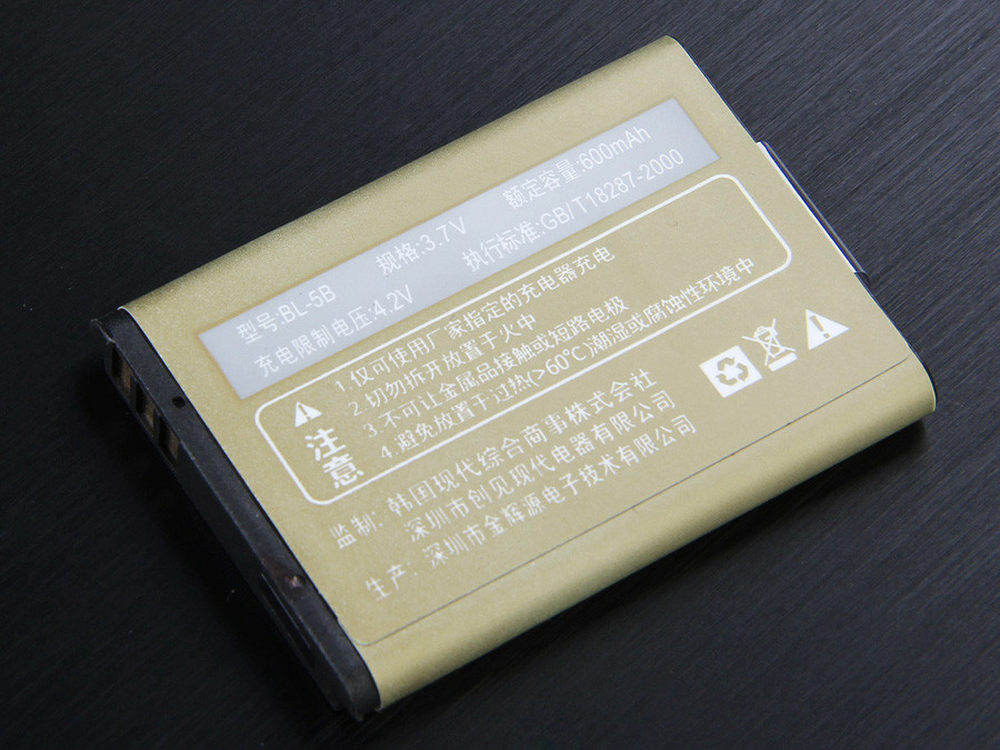 型号:BL-5B 规格:3.7V 额定容量:600mAh
充电限制电压:4.2V 执行标准:GB/T18287-2000
注意
1.仅可使用厂家指定的充电器充电
2.切勿拆开放置于火中
3.不可让金属品接触或短路电极
4.避免放置于过热(>60℃)潮湿或腐蚀性环境中
监制:韩国现代综合商事株式会社
深圳市创见现代电器有限公司
生产:深圳市金辉源电子技术有限公司